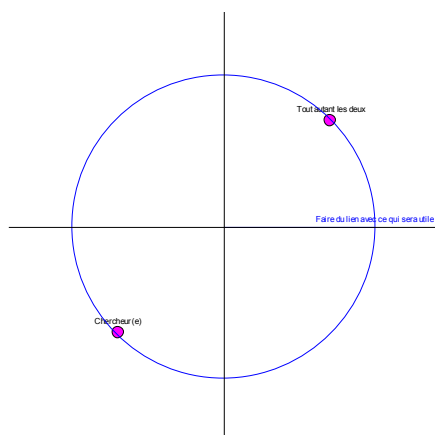 Tout autant les deux
Faire du lien avec ce qui sera utile
Chercheur(e)